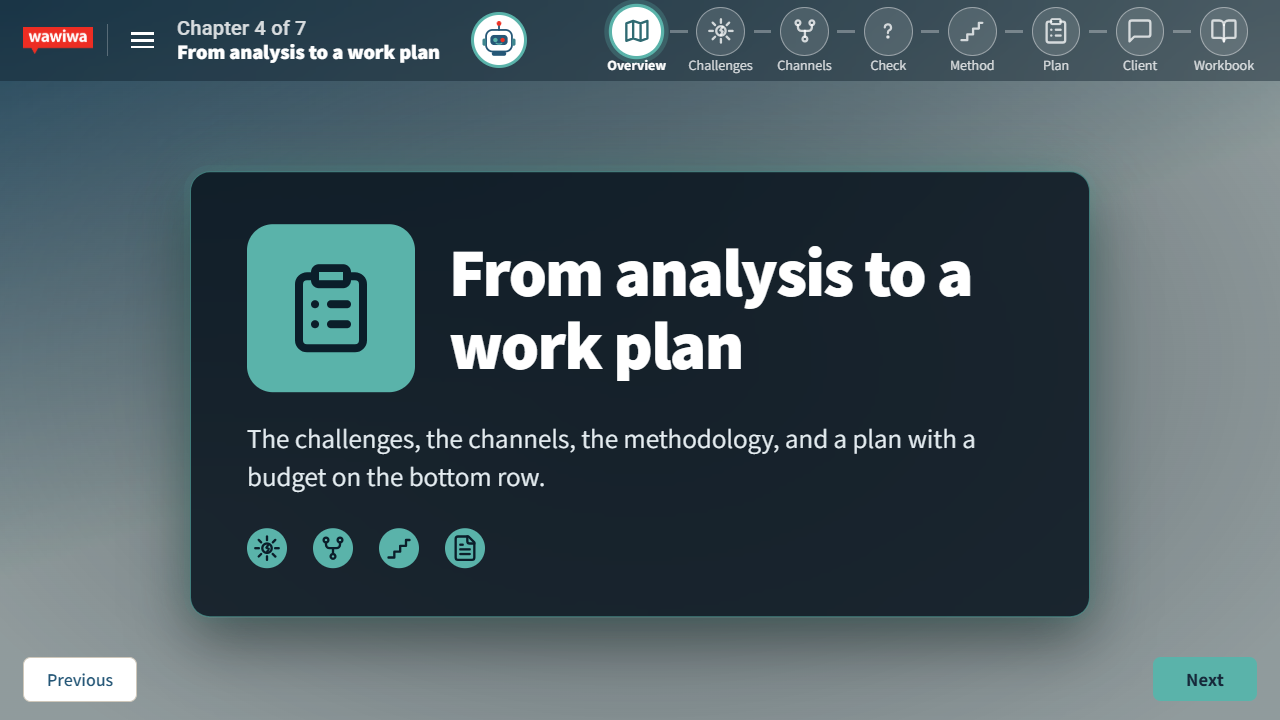 wawiwa
Chapter 4 of 7
From analysis to a work plan
Overview
Challenges
Channels
?
Check
Method
Plan
Client
Workbook
From analysis to a
work plan
The challenges, the channels, the methodology, and a plan with a
budget on the bottom row.
Previous
Next